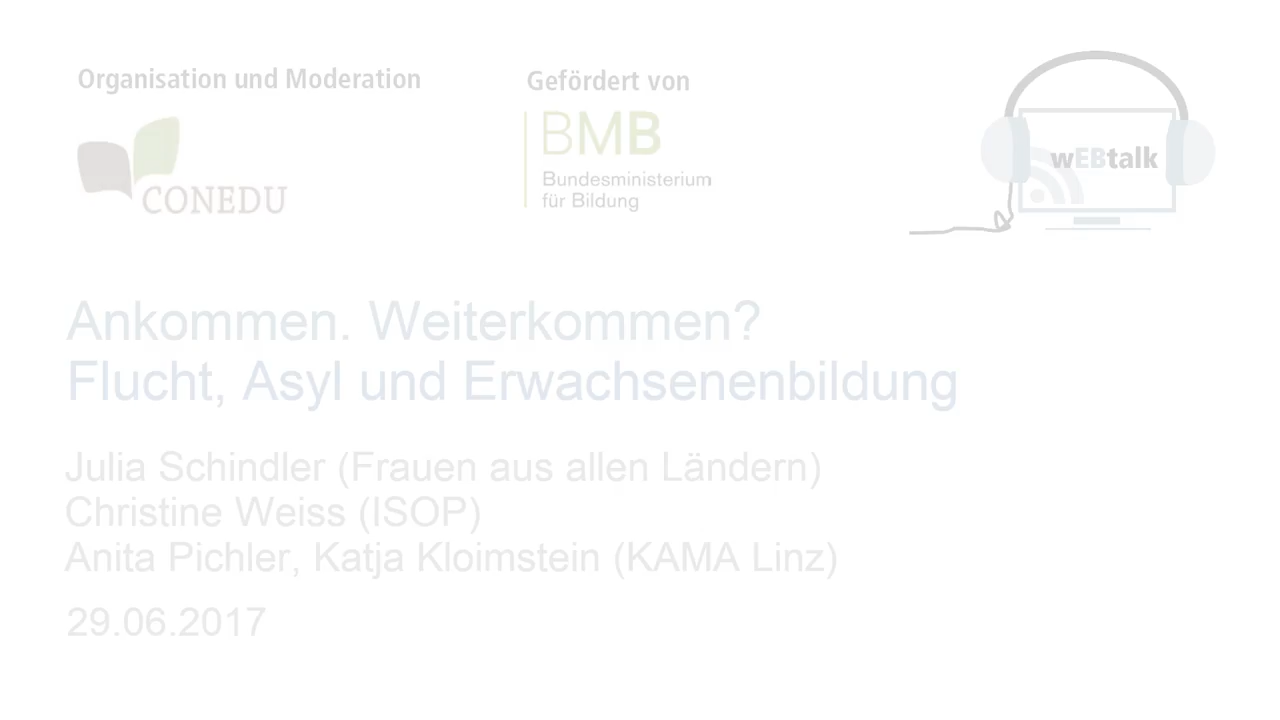 Organisation und Moderation
Gefördert von
CONEDU
BMB
Bundesministerium
für Bildung
wEBtalk
Ankommen. Weiterkommen?
Flucht, Asyl und Erwachsenenbildung
Julia Schindler (Frauen aus allen Ländern)
Christine Weiss (ISOP)
Anita Pichler, Katja Kloimstein (KAMA Linz)
29.06.2017